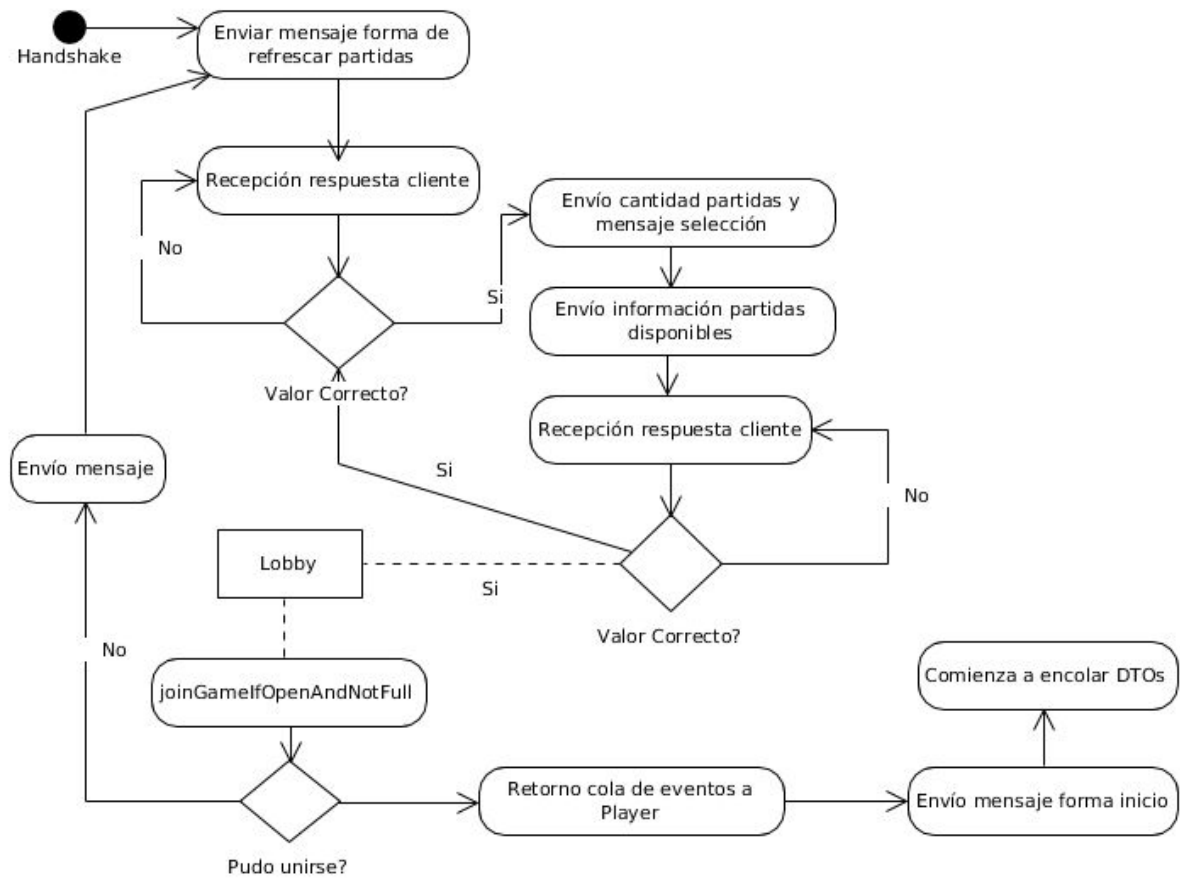 Handshake
Enviar mensaje forma de
refrescar partidas
Recepción respuesta cliente
No
Si
Valor Correcto?
Envío cantidad partidas y
mensaje selección
Envío información partidas
disponibles
Recepción respuesta cliente
No
Si
Si
Valor Correcto?
Envío mensaje
Lobby
No
joinGameIfOpenAndNotFull
Pudo unirse?
Retorno cola de eventos a
Player
Envío mensaje forma inicio
Comienza a encolar DTOs